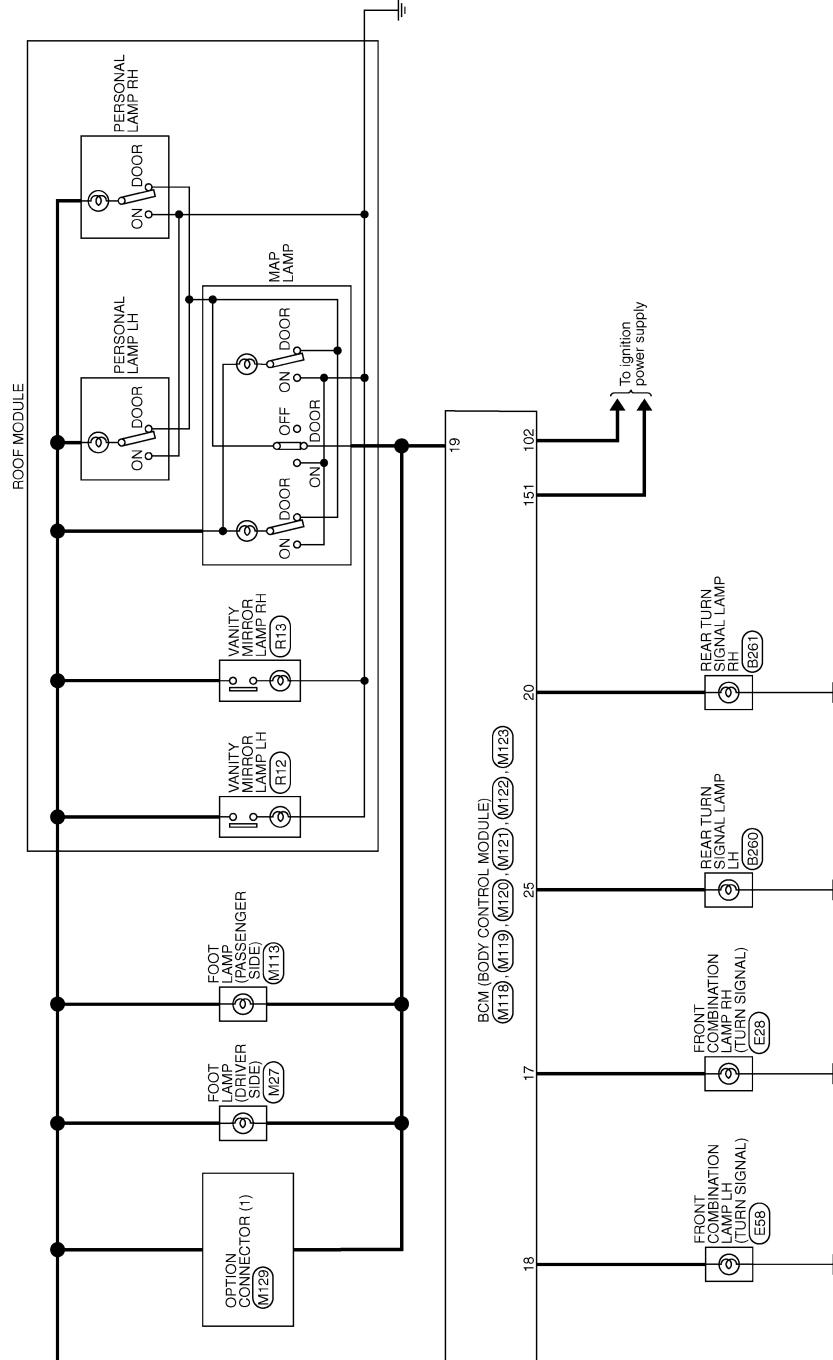 ROOF MODULE
PERSONAL
LAMP RH
DOOR
ON
PERSONAL
LAMP LH
DOOR
ON
MAP
LAMP
DOOR
ON
OFF
DOOR
ON
DOOR
ON
VANITY
MIRROR
LAMP RH
R13
VANITY
MIRROR
LAMP LH
R12
FOOT
LAMP
(PASSENGER
SIDE)
M113
FOOT
LAMP
(DRIVER
SIDE)
M27
OPTION
CONNECTOR (1)
M129
19
102
151
To ignition
power supply
BCM (BODY CONTROL MODULE)
M118 , M119 , M120 , M121 , M122 , M123
20
25
17
18
REAR TURN
SIGNAL LAMP
RH
B261
REAR TURN
SIGNAL LAMP
LH
B260
FRONT
COMBINATION
LAMP RH
(TURN SIGNAL)
E28
FRONT
COMBINATION
LAMP LH
(TURN SIGNAL)
E58